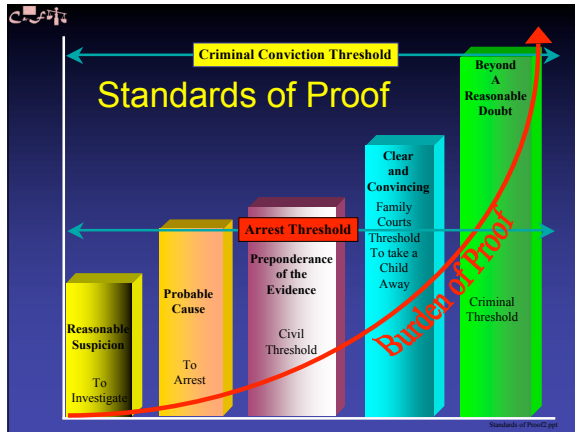 Criminal Conviction Threshold
Standards of Proof
Beyond
A
Reasonable
Doubt
Criminal
Threshold
Clear
and
Convincing
Family
Courts
Threshold
To take a
Child
Away
Arrest Threshold
Preponderance
of the
Evidence
Civil
Threshold
Probable
Cause
To
Arrest
Reasonable
Suspicion
To
Investigate
Burden of Proof
Standards of Proof2.ppt